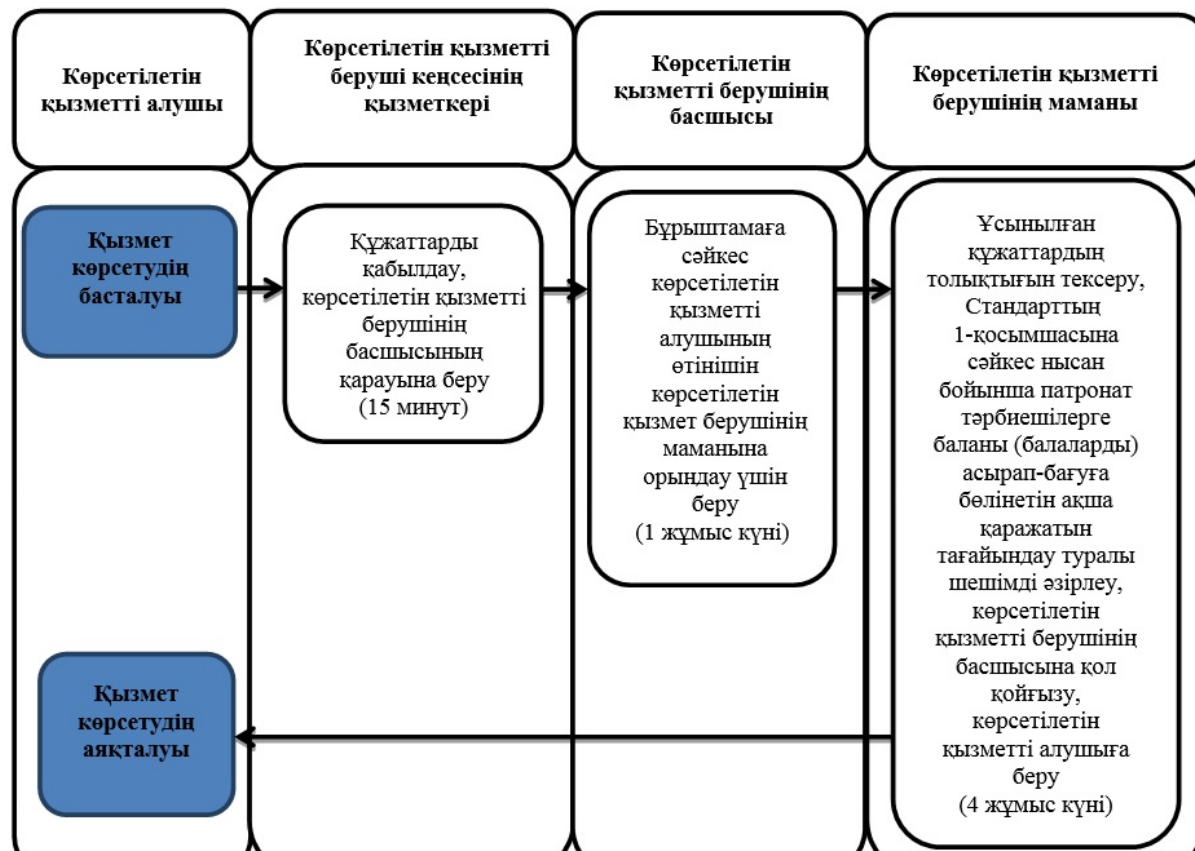 Көрсетілетін
қызметті алушы
Көрсетілетін қызметті
беруші кеңсесінің
қызметкері
Көрсетілетін
қызметті берушінің
басшысы
Көрсетілетін қызметті
берушінің маманы
Қызмет
көрсетудің
басталуы
Құжаттарды
қабылдау,
көрсетілетін қызметті
берушінің
басшысының
қарауына беру
(15 минут)
Бұрыштамаға
сәйкес
көрсетілетін
қызметті
алушының
өтінішін
көрсетілетін
қызмет берушінің
маманына
орындау үшін
беру
(1 жұмыс күні)
Ұсынылған
құжаттардың
толықтығын тексеру,
Стандарттың
1-қосымшасына
сәйкес нысан
бойынша патронат
тәрбиешілерге
баланы (балаларды)
асырап-бағуға
бөлінетін ақша
қаражатын
тағайындау туралы
шешімді әзірлеу,
көрсетілетін
қызметті берушінің
басшысына қол
қойғызу,
көрсетілетін
қызметті алушыға
беру
(4 жұмыс күні)
Қызмет
көрсетудің
аяқталуы